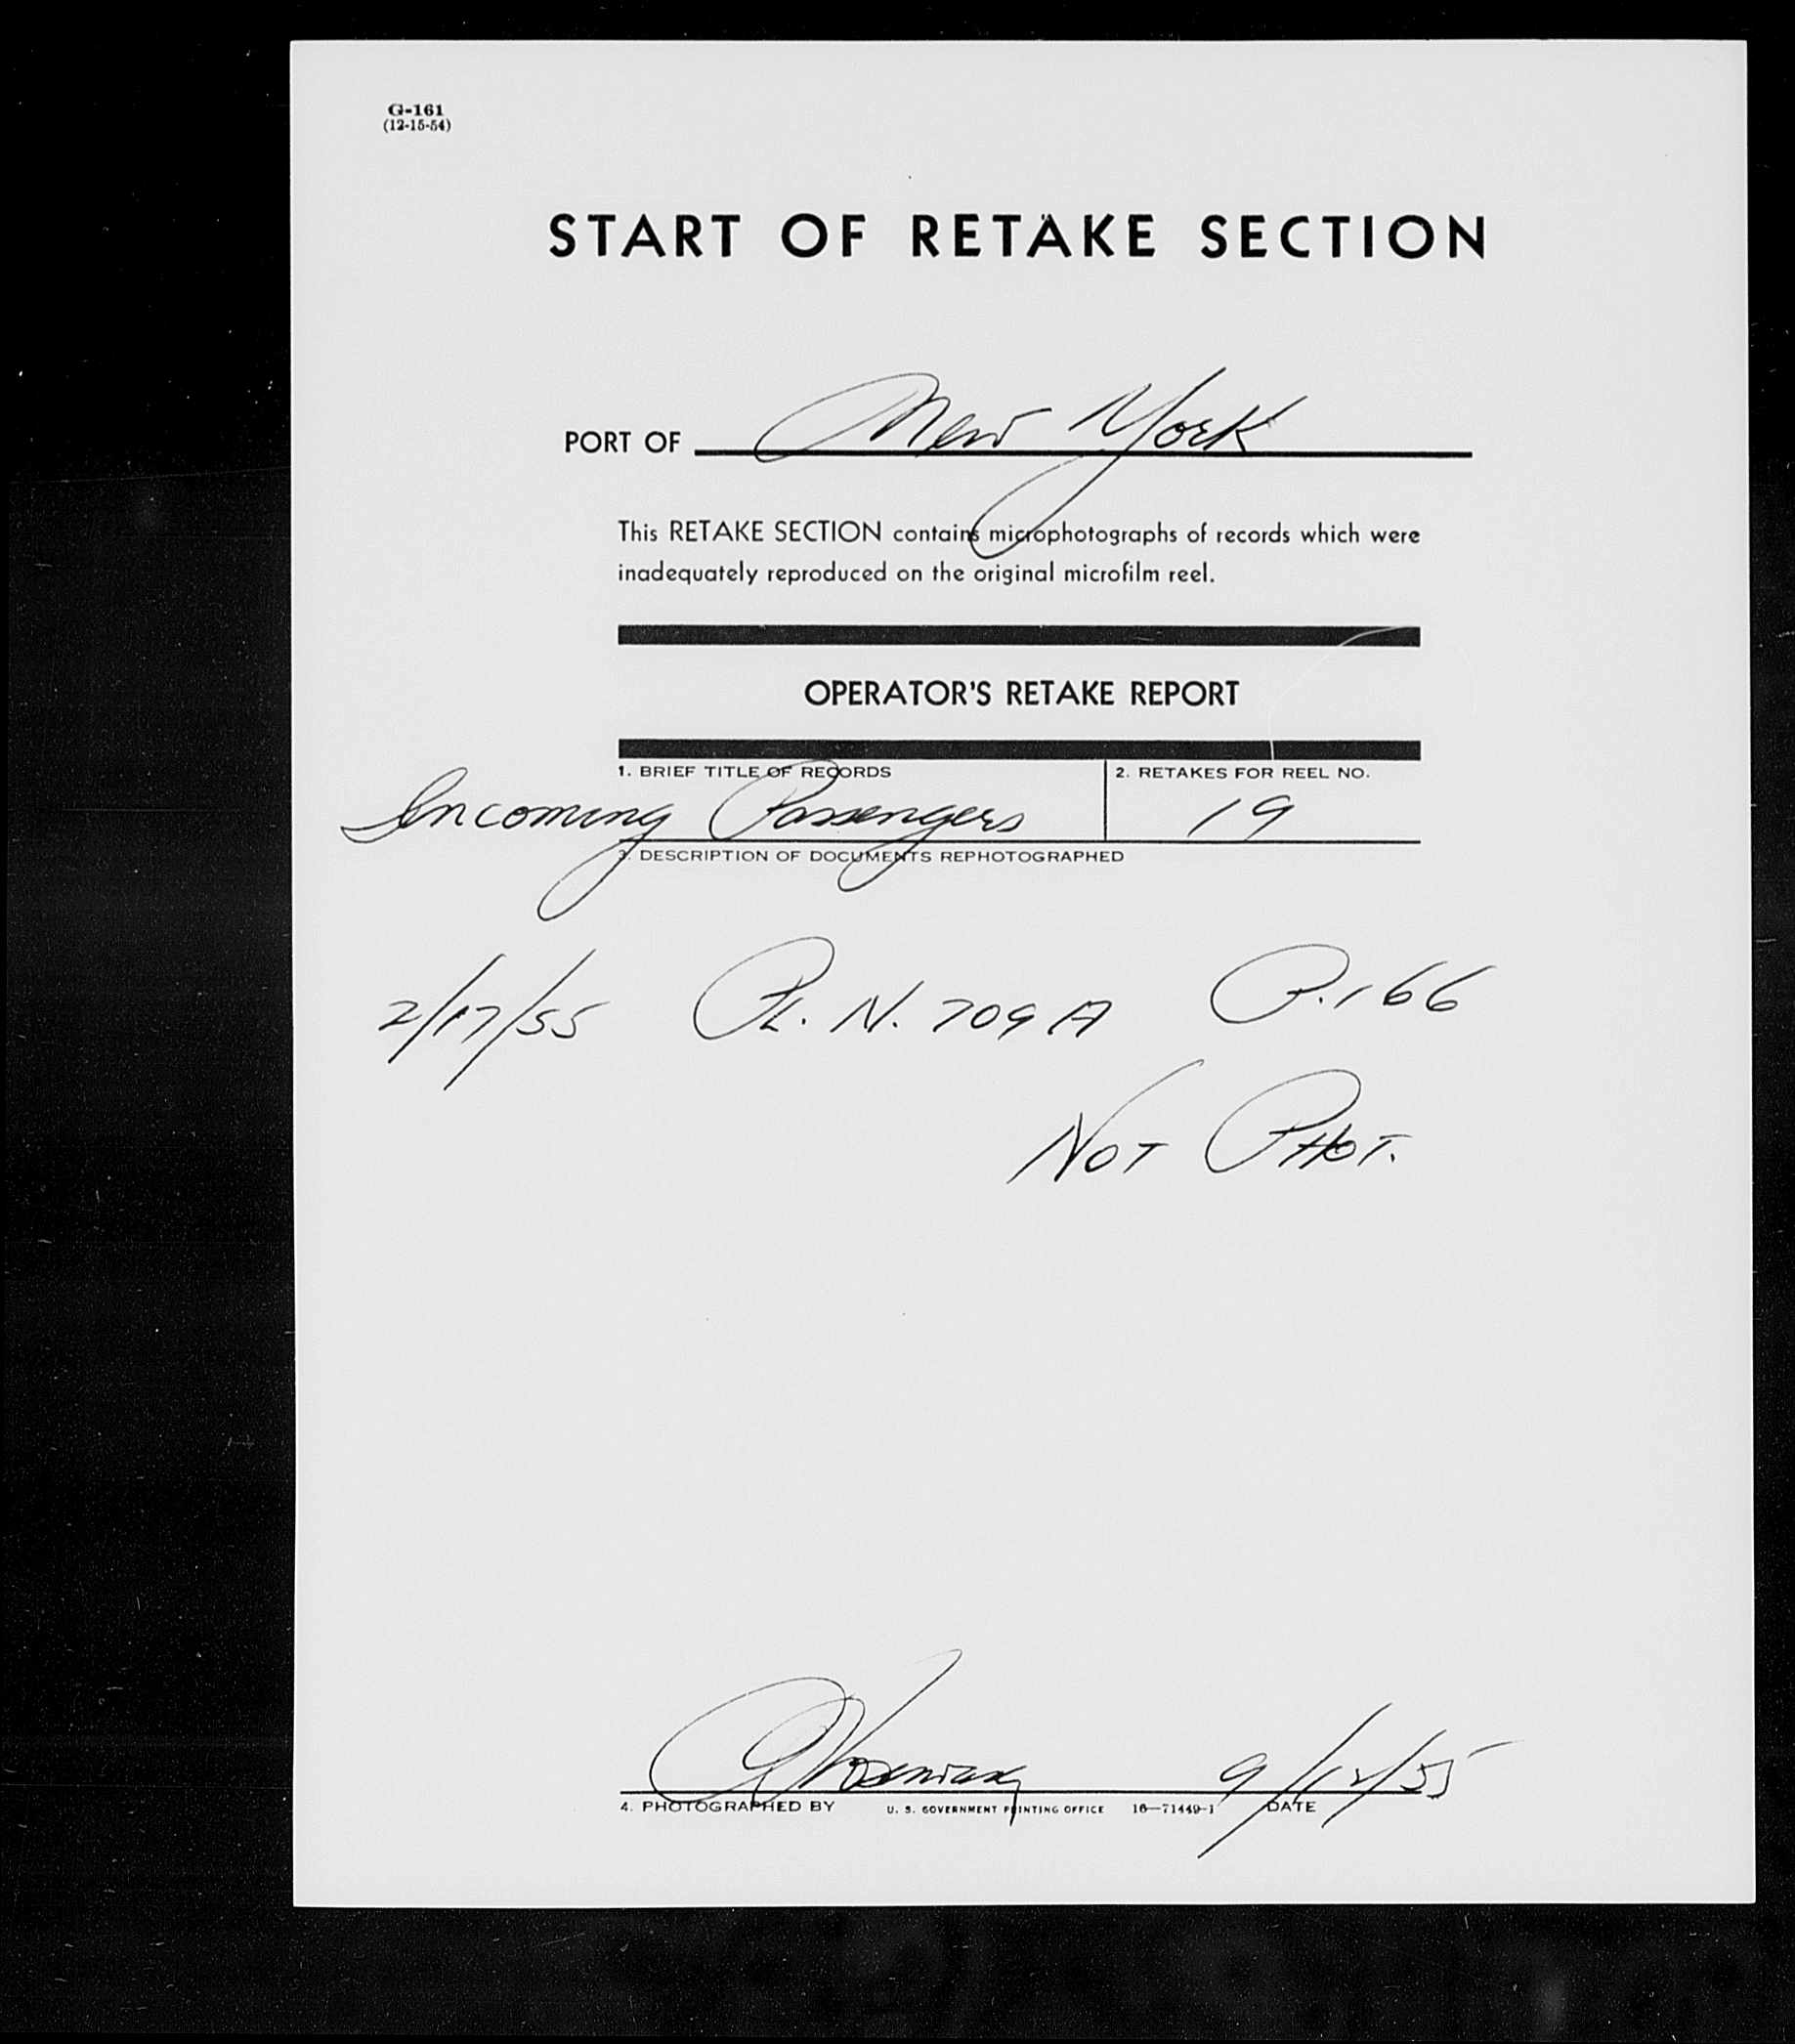 G-161
(12-15-54)
START OF RETAKE SECTION
PORT OF New York
This RETAKE SECTION contains microphotographs of records which were
inadequately reproduced on the original microfilm reel.
OPERATOR'S RETAKE REPORT
1. BRIEF TITLE OF RECORDS 2. RETAKES FOR REEL NO.
Incoming Passengers 19
3. DESCRIPTION OF DOCUMENTS REPHOTOGRAPHED
2/17/55 PL. N. 709A P. 166
NOT PHOT.
9/12/55
4. PHOTOGRAPHED BY U. S. GOVERNMENT PRINTING OFFICE 16—71449-1 DATE